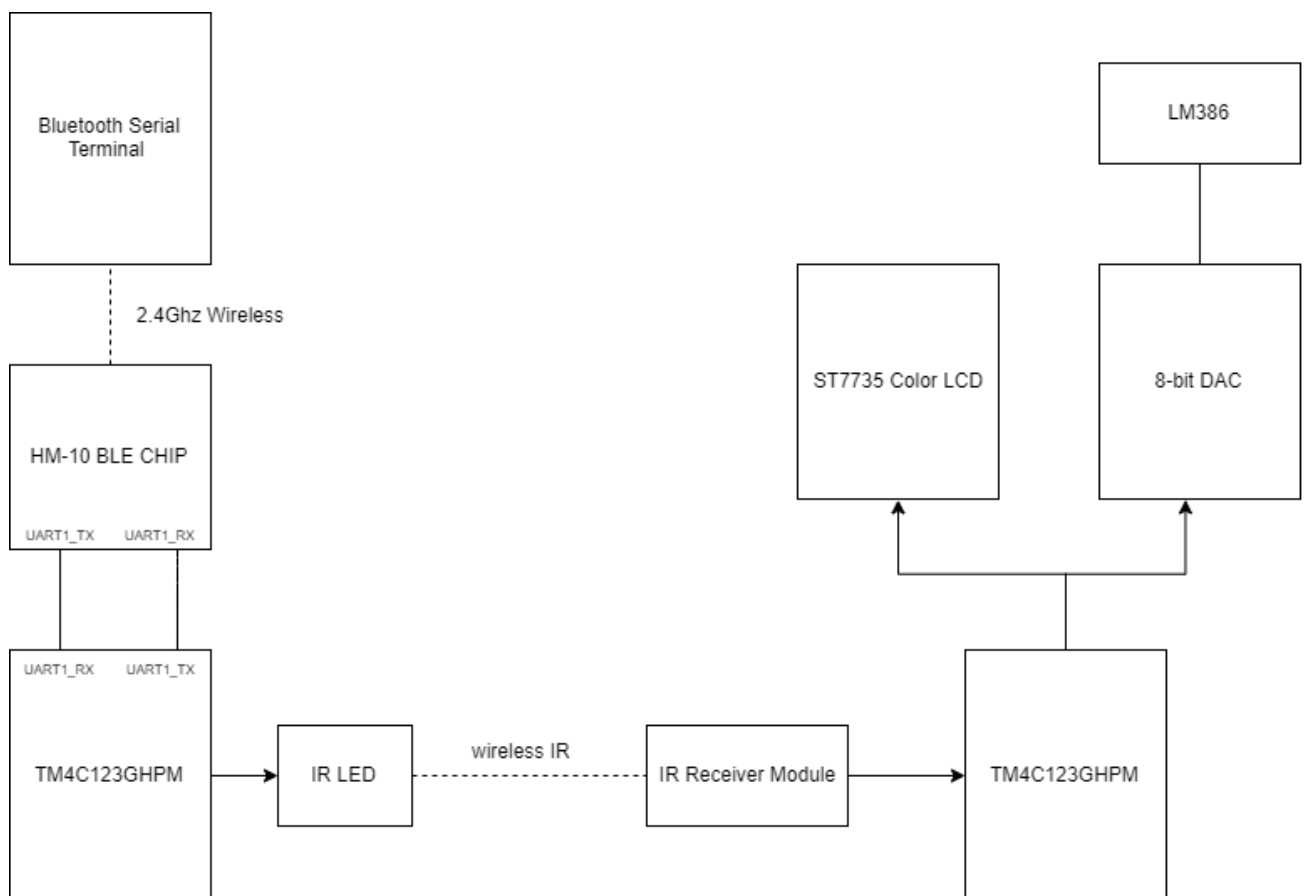 Bluetooth Serial
Terminal
LM386
2.4Ghz Wireless
ST7735 Color LCD
8-bit DAC
HM-10 BLE CHIP
UART1_TX
UART1_RX
UART1_RX
UART1_TX
wireless IR
TM4C123GHPM
IR LED
IR Receiver Module
TM4C123GHPM